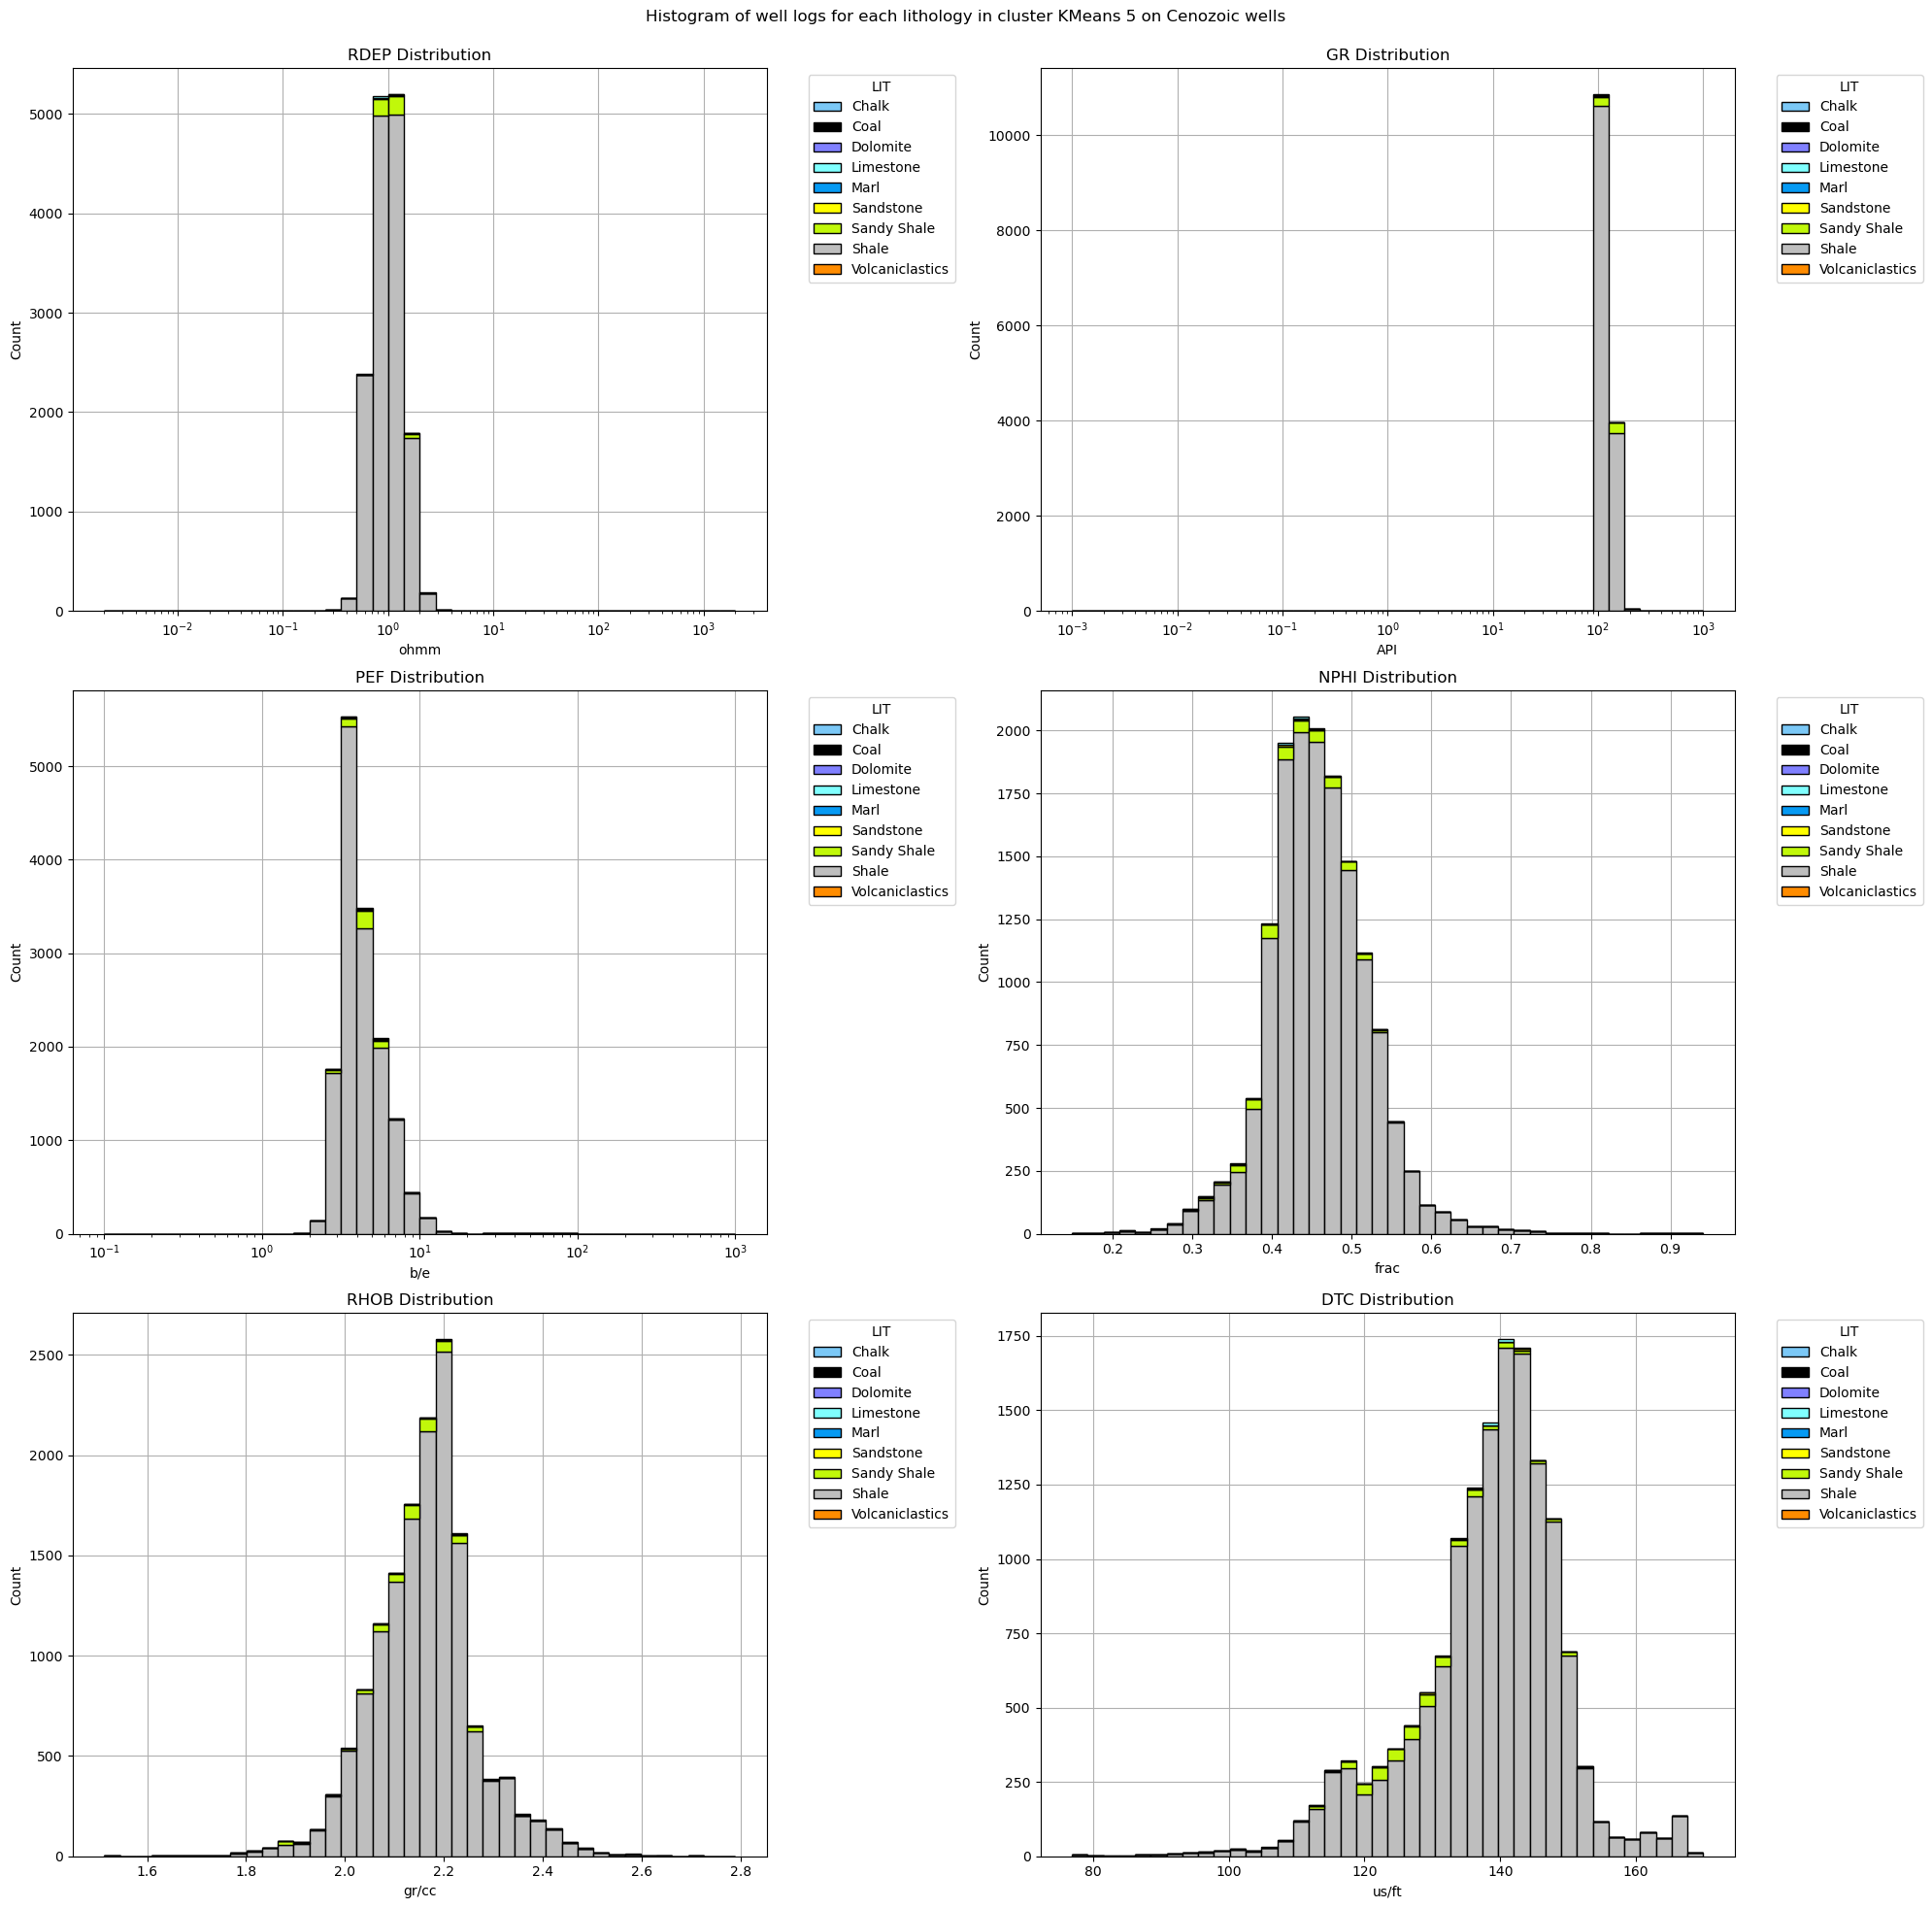 Histogram of well logs for each lithology in cluster KMeans 5 on Cenozoic wells
RDEP Distribution
Count
5000
4000
3000
2000
1000
0
10⁻² 10⁻¹ 10⁰ 10¹ 10² 10³
ohmm
LIT
Chalk
Coal
Dolomite
Limestone
Marl
Sandstone
Sandy Shale
Shale
Volcaniclastics
GR Distribution
Count
10000
8000
6000
4000
2000
0
10⁻³ 10⁻² 10⁻¹ 10⁰ 10¹ 10² 10³
API
LIT
Chalk
Coal
Dolomite
Limestone
Marl
Sandstone
Sandy Shale
Shale
Volcaniclastics
PEF Distribution
Count
5000
4000
3000
2000
1000
0
10⁻¹ 10⁰ 10¹ 10² 10³
b/e
LIT
Chalk
Coal
Dolomite
Limestone
Marl
Sandstone
Sandy Shale
Shale
Volcaniclastics
NPHI Distribution
Count
2000
1750
1500
1250
1000
750
500
250
0
0.2 0.3 0.4 0.5 0.6 0.7 0.8 0.9
frac
LIT
Chalk
Coal
Dolomite
Limestone
Marl
Sandstone
Sandy Shale
Shale
Volcaniclastics
RHOB Distribution
Count
2500
2000
1500
1000
500
0
1.6 1.8 2.0 2.2 2.4 2.6 2.8
gr/cc
LIT
Chalk
Coal
Dolomite
Limestone
Marl
Sandstone
Sandy Shale
Shale
Volcaniclastics
DTC Distribution
Count
1750
1500
1250
1000
750
500
250
0
80 100 120 140 160
us/ft
LIT
Chalk
Coal
Dolomite
Limestone
Marl
Sandstone
Sandy Shale
Shale
Volcaniclastics